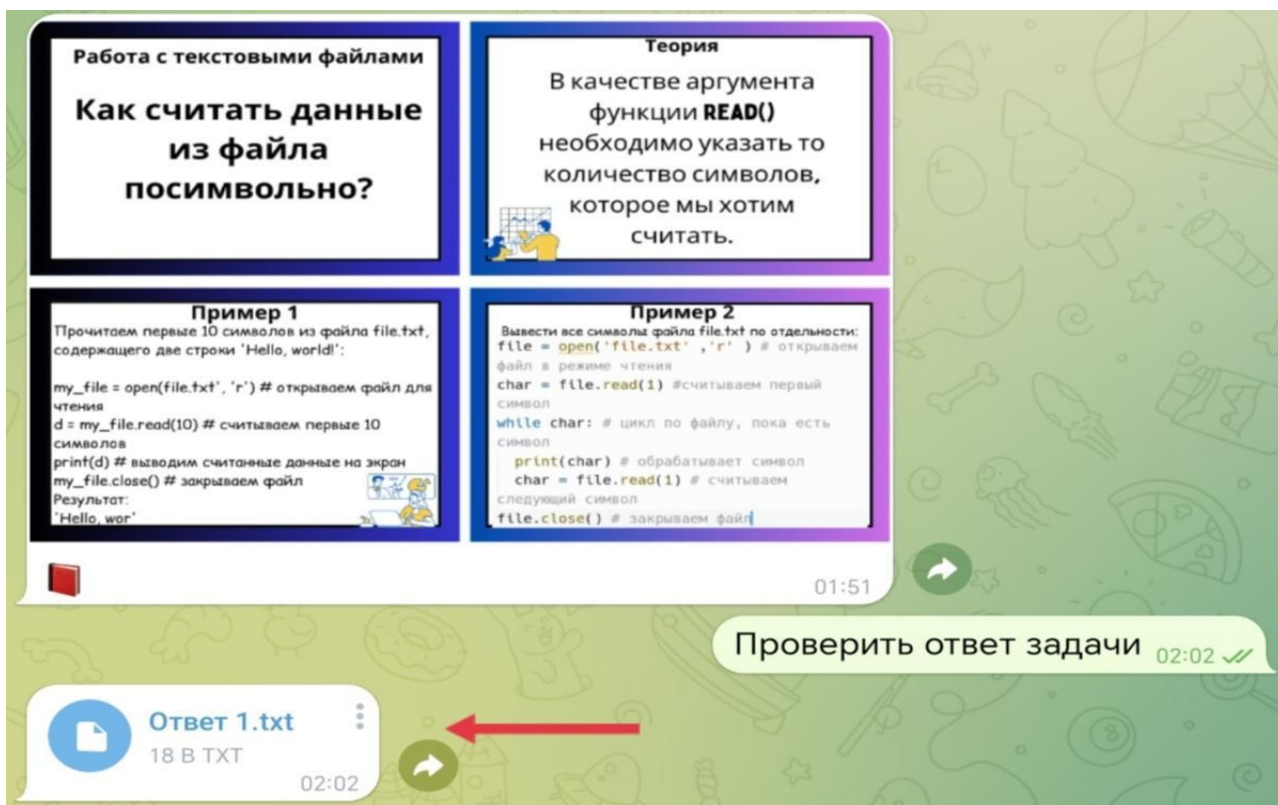 Работа с текстовыми файлами
Как считать данные
из файла
посимвольно?
Теория
В качестве аргумента
функции READ()
необходимо указать то
количество символов,
которое мы хотим
считать.
Пример 1
Прочитаем первые 10 символов из файла file.txt,
содержащего две строки 'Hello, world!':
my_file = open(file.txt', 'r') # открываем файл для
чтения
d = my_file.read(10) # считываем первые 10
символов
print(d) # выводим считанные данные на экран
my_file.close() # закрываем файл
Результат:
'Hello, wor'
Пример 2
Вывести все символы файла file.txt по отдельности:
file = open('file.txt' ,'r' ) # открываем
файл в режиме чтения
char = file.read(1) #считываем первый
символ
while char: # цикл по файлу, пока есть
символ
print(char) # обрабатывает символ
char = file.read(1) # считываем
следующий символ
file.close() # закрываем файл
01:51
Проверить ответ задачи 02:02
Ответ 1.txt
18 B TXT
02:02